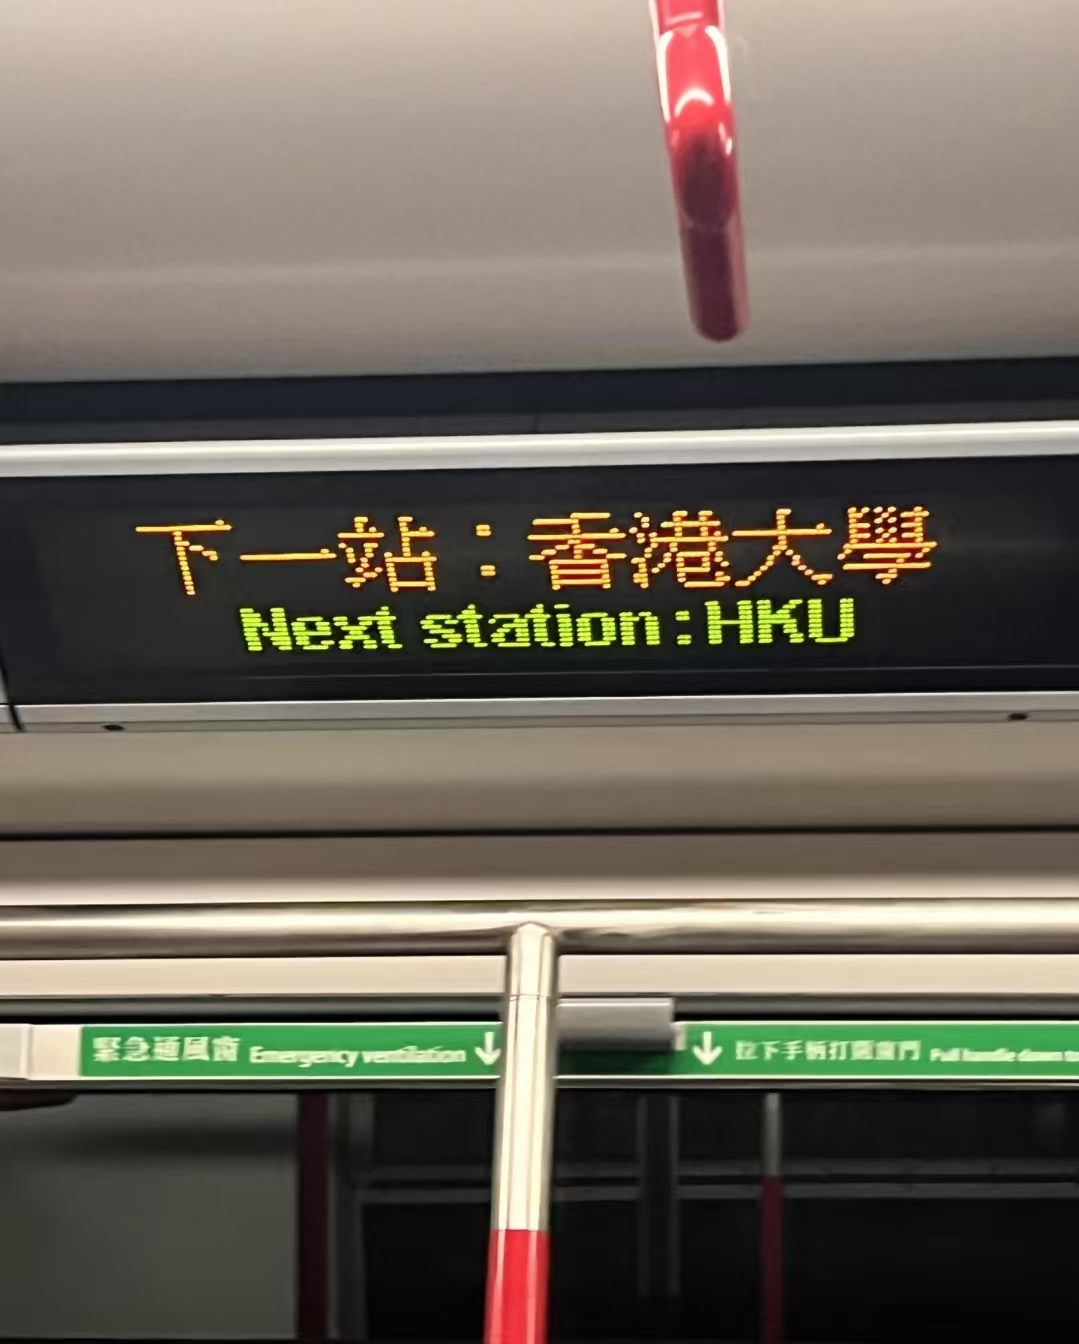 下一站：香港大學
Next station:HKU
緊急通風窗 Emergency ventilation ↓
↓ 拉下手柄打開窗門 Pull handle down to